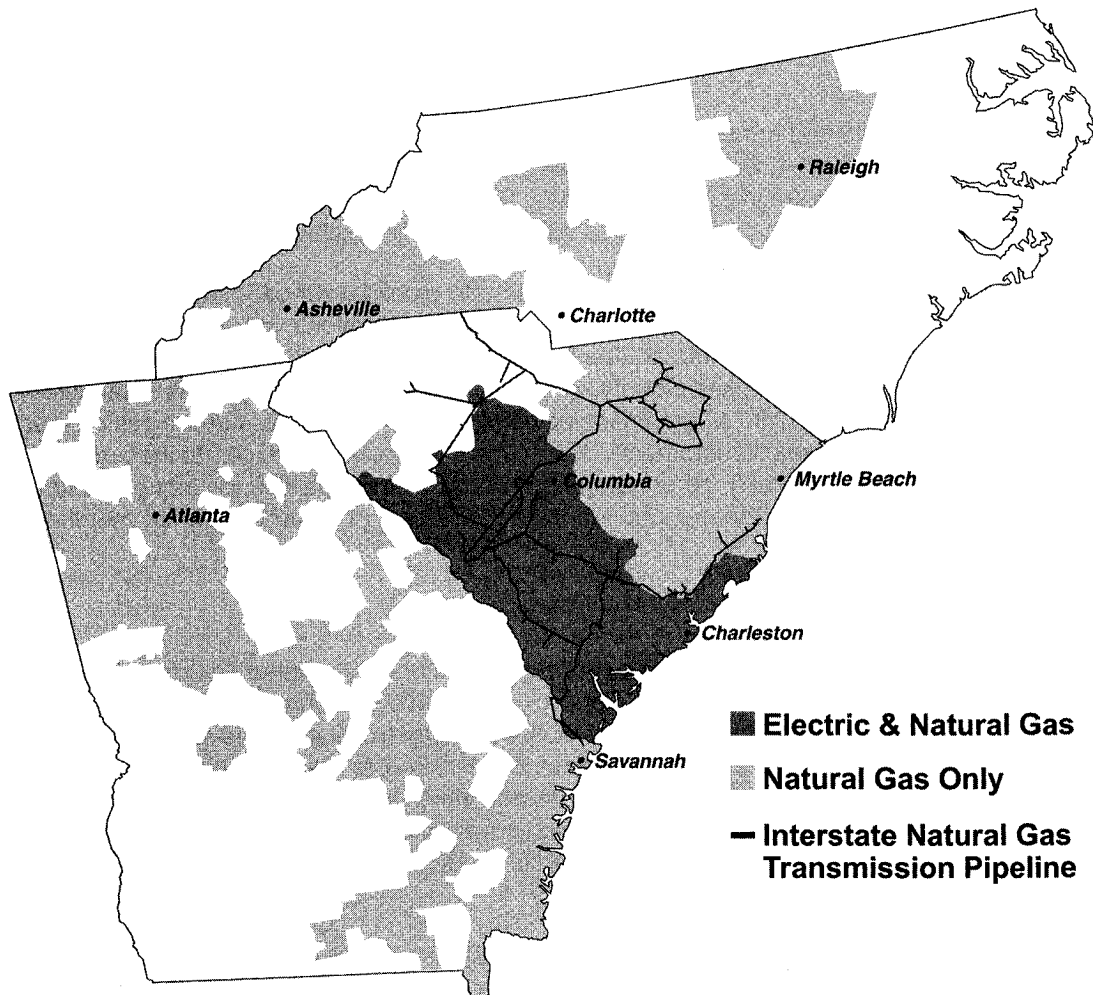 Raleigh
Asheville
Charlotte
Columbia
Myrtle Beach
Atlanta
Charleston
Electric & Natural Gas
Savannah
Natural Gas Only
Interstate Natural Gas
Transmission Pipeline